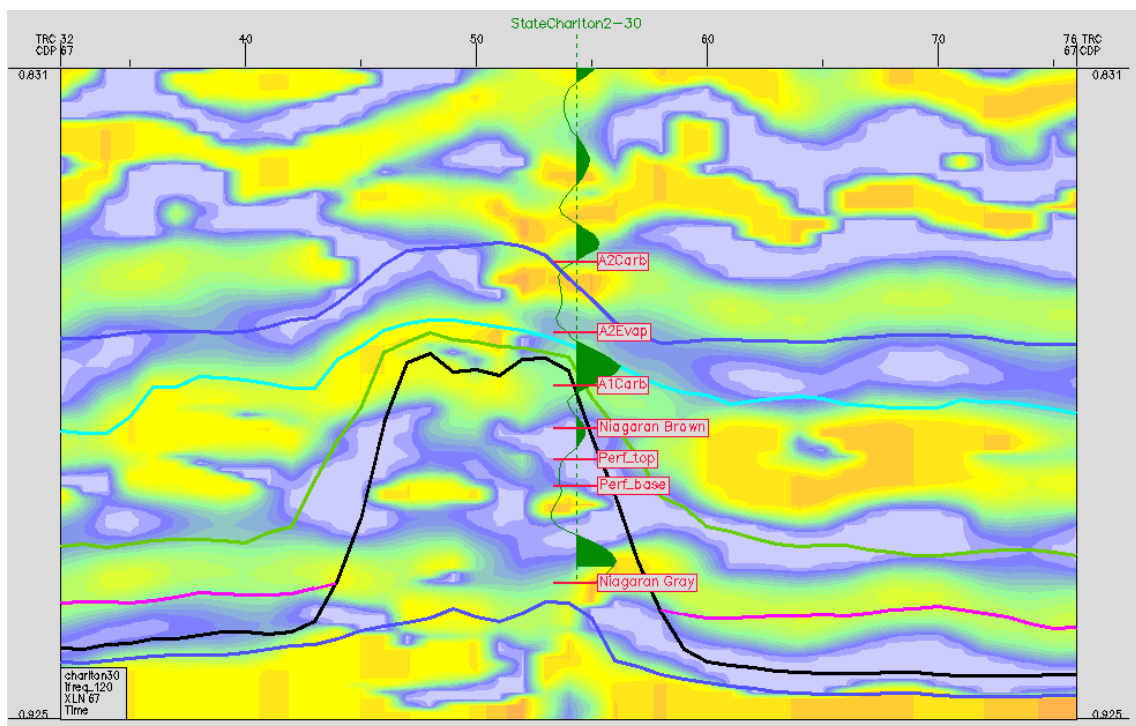 StateCharlton2-30
TRC 32 40 50 60 70 76 TRC
CDP 67 67 CDP
0.831 0.831
A2Carb
A2Evap
A1Carb
Niagaran Brown
Perf_top
Perf_base
Niagaran Gray
charlton30
XLN 67
Time
0.925 0.925